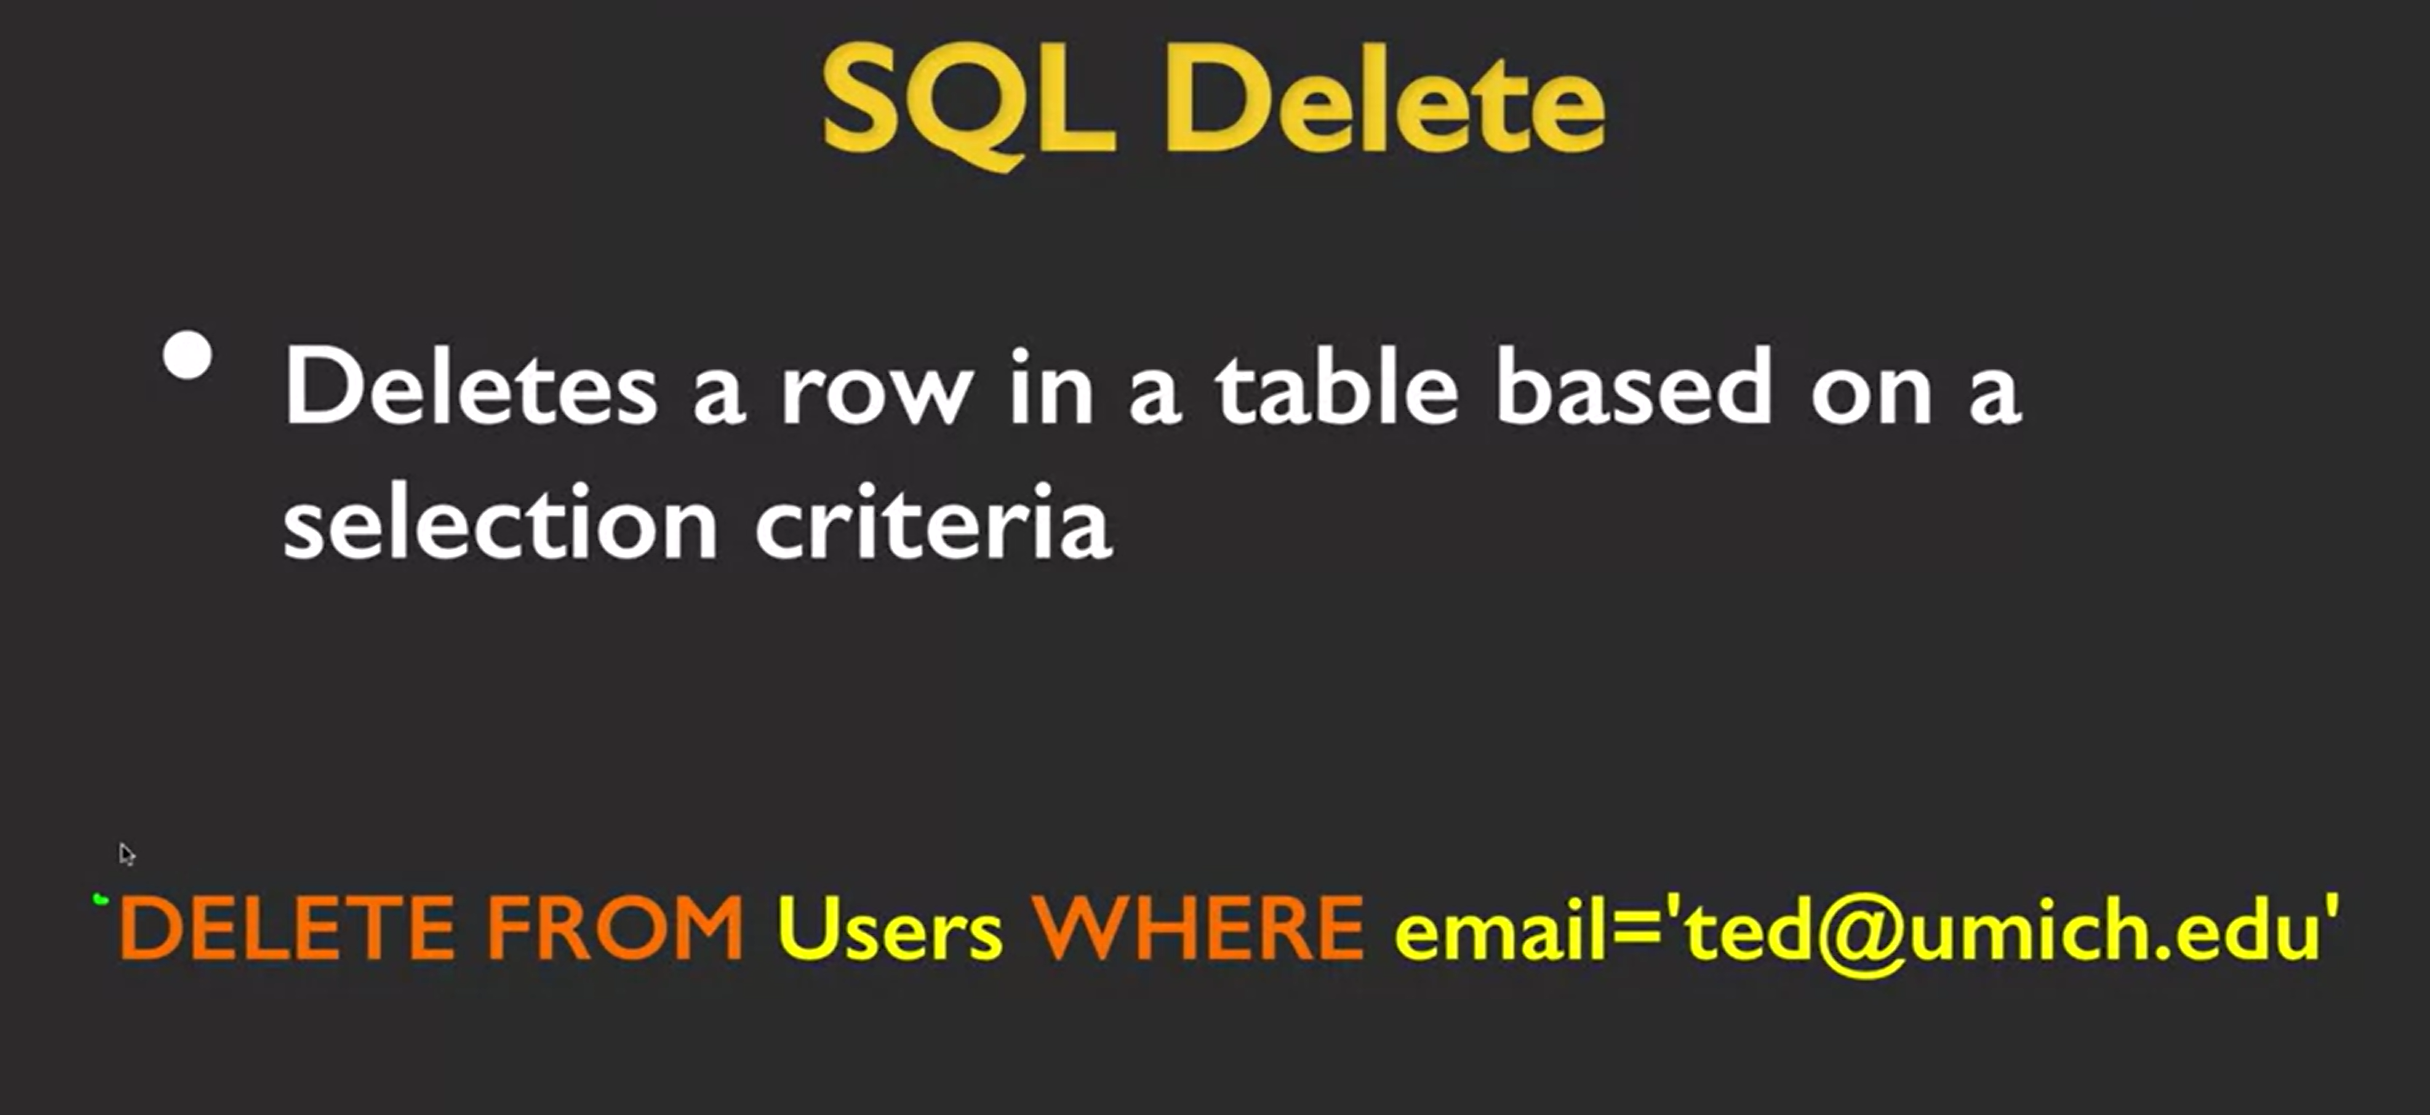 SQL Delete
• Deletes a row in a table based on a
selection criteria
DELETE FROM Users WHERE email='ted@umich.edu'